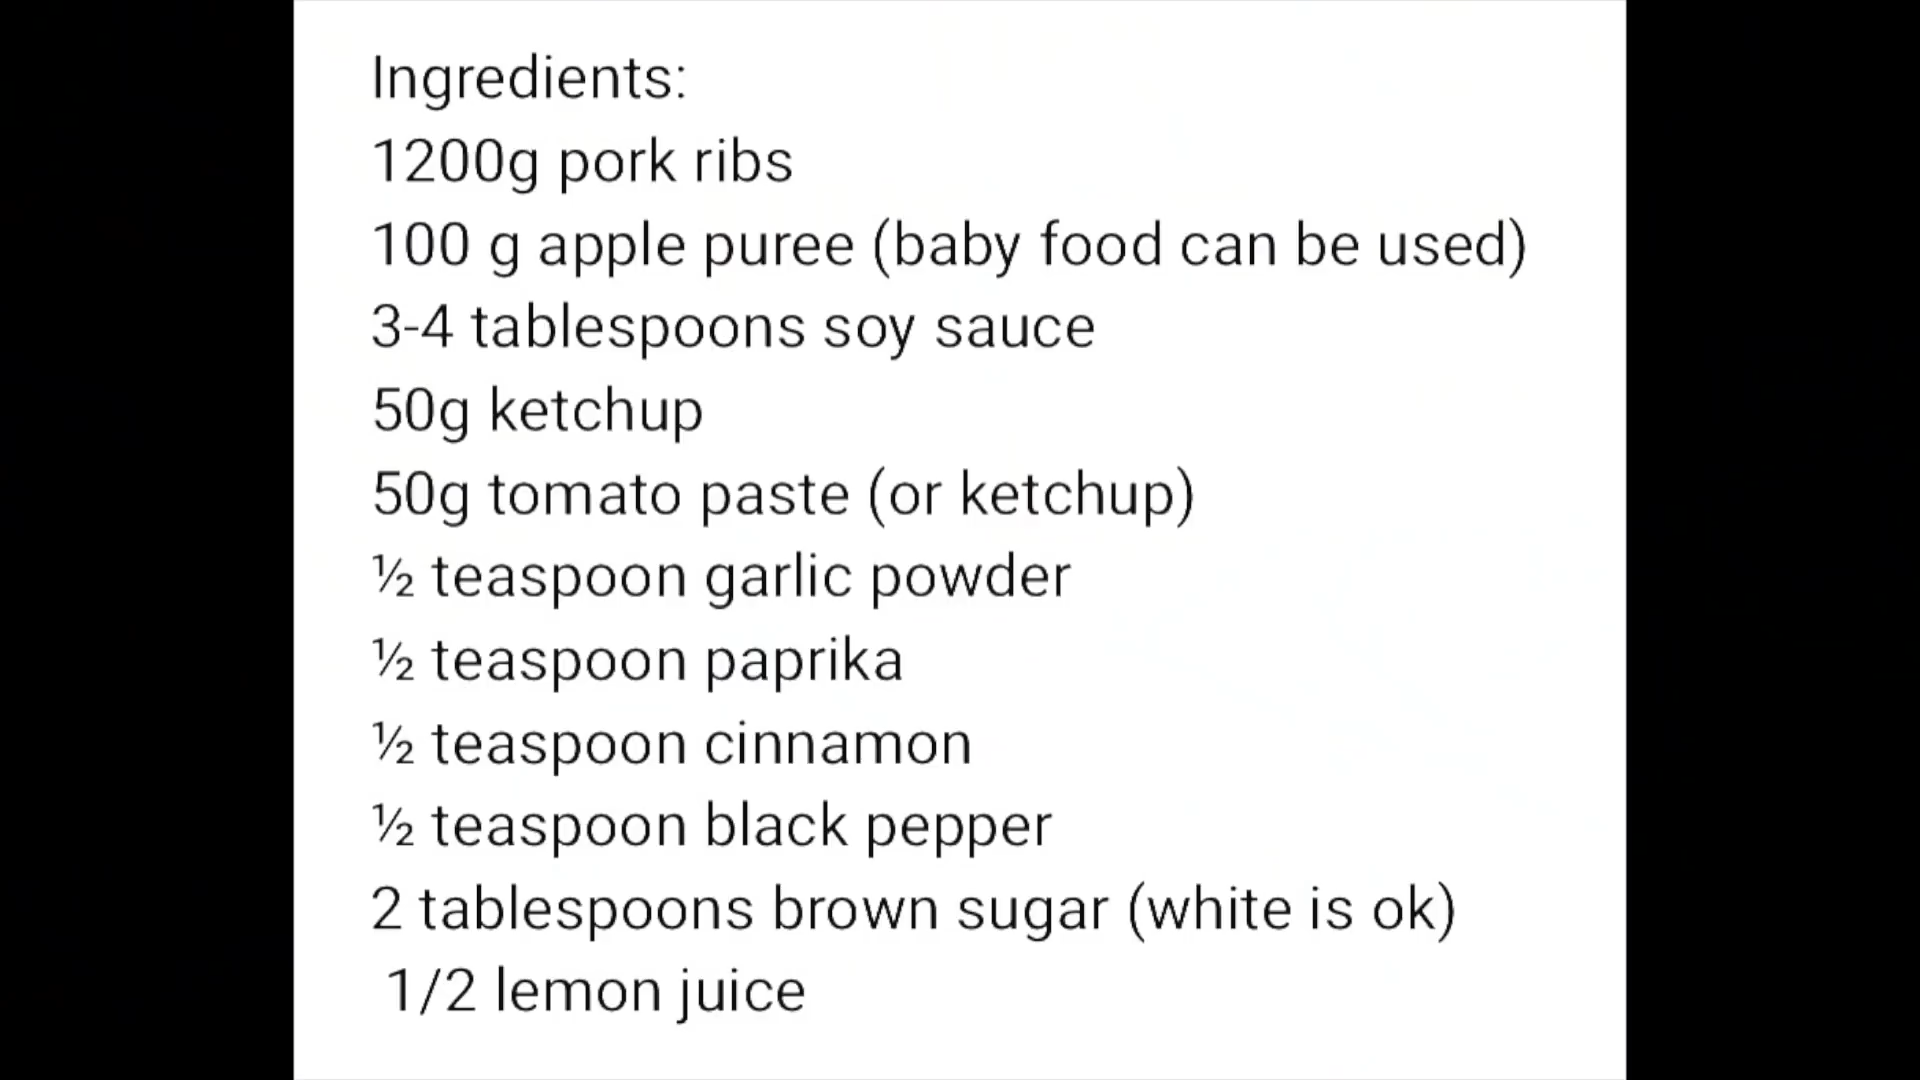 Ingredients:
1200g pork ribs
100 g apple puree (baby food can be used)
3-4 tablespoons soy sauce
50g ketchup
50g tomato paste (or ketchup)
½ teaspoon garlic powder
½ teaspoon paprika
½ teaspoon cinnamon
½ teaspoon black pepper
2 tablespoons brown sugar (white is ok)
1/2 lemon juice